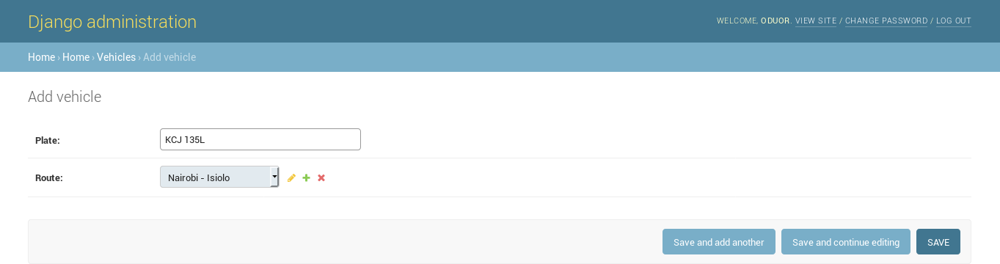 Django administration
WELCOME, ODUOR. VIEW SITE / CHANGE PASSWORD / LOG OUT
Home › Home › Vehicles › Add vehicle
Add vehicle
Plate: KCJ 135L
Route: Nairobi - Isiolo
Save and add another Save and continue editing SAVE